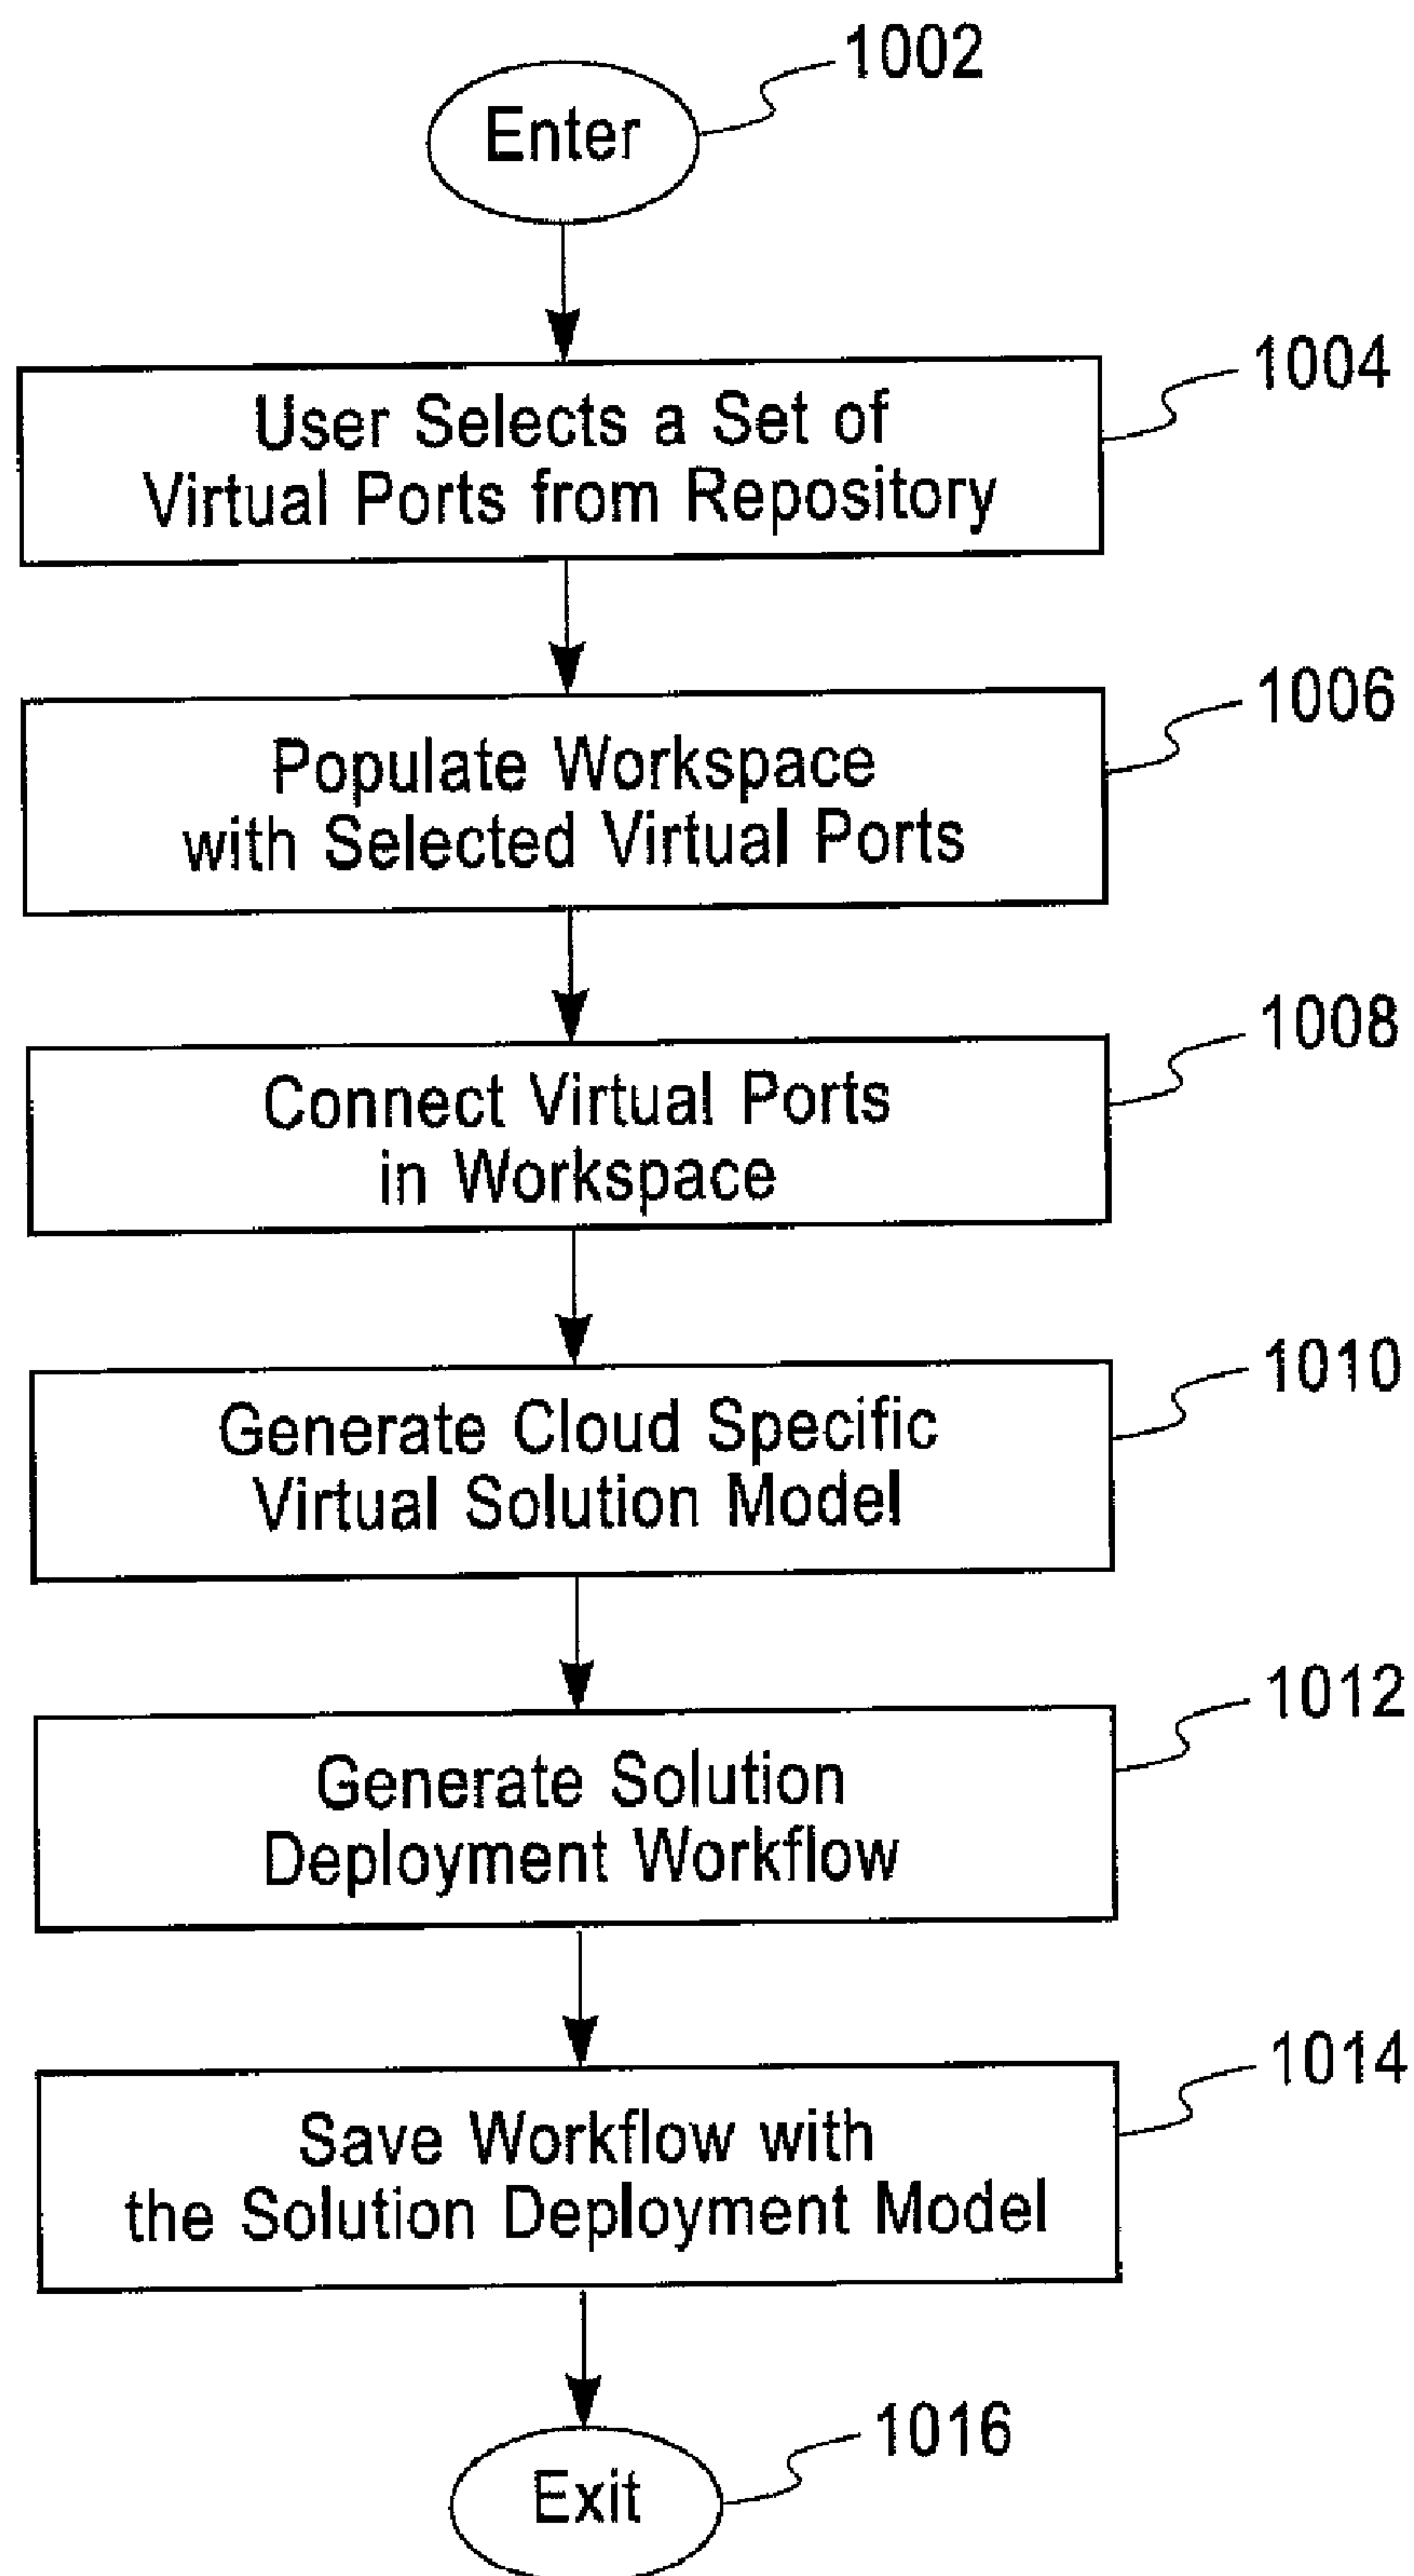 1002
Enter
1004
User Selects a Set of
Virtual Ports from Repository
1006
Populate Workspace
with Selected Virtual Ports
1008
Connect Virtual Ports
in Workspace
1010
Generate Cloud Specific
Virtual Solution Model
1012
Generate Solution
Deployment Workflow
1014
Save Workflow with
the Solution Deployment Model
1016
Exit